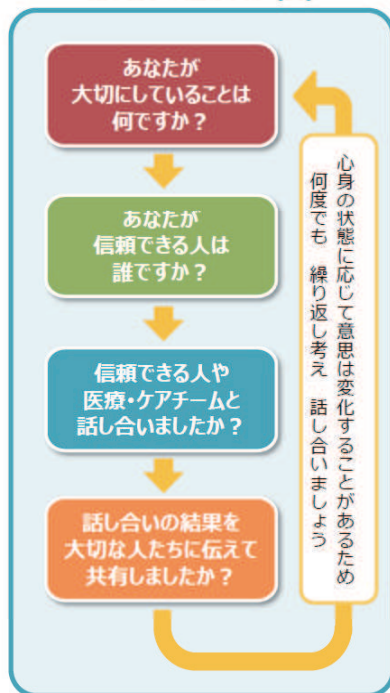 あなたが
大切にしていることは
何ですか？
あなたが
信頼できる人は
誰ですか？
信頼できる人や
医療・ケアチームと
話し合いましたか？
話し合いの結果を
大切な人たちに伝えて
共有しましたか？
心身の状態に応じて意思は変化することがあるため
何度でも　繰り返し考え　話し合いましょう